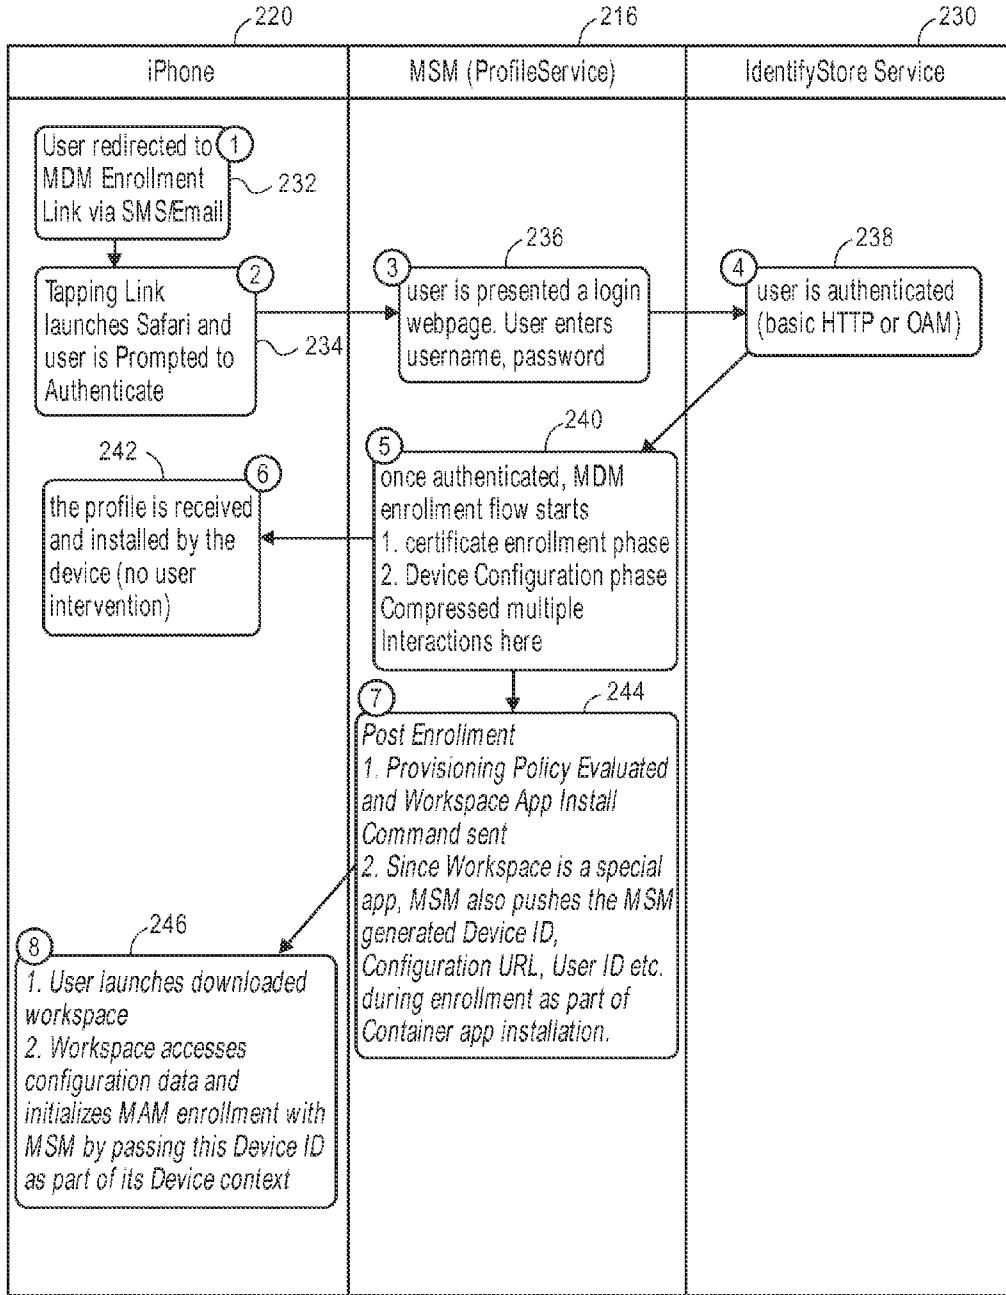 220
216
230
iPhone
MSM (ProfileService)
IdentifyStore Service
1
User redirected to
MDM Enrollment
Link via SMS/Email
232
2
Tapping Link
launches Safari and
user is Prompted to
Authenticate
234
236
3
user is presented a login
webpage. User enters
username, password
238
4
user is authenticated
(basic HTTP or OAM)
240
5
once authenticated, MDM
enrollment flow starts
1. certificate enrollment phase
2. Device Configuration phase
Compressed multiple
Interactions here
242
6
the profile is received
and installed by the
device (no user
intervention)
244
7
Post Enrollment
1. Provisioning Policy Evaluated
and Workspace App Install
Command sent
2. Since Workspace is a special
app, MSM also pushes the MSM
generated Device ID,
Configuration URL, User ID etc.
during enrollment as part of
Container app installation.
246
8
1. User launches downloaded
workspace
2. Workspace accesses
configuration data and
initializes MAM enrollment with
MSM by passing this Device ID
as part of its Device context